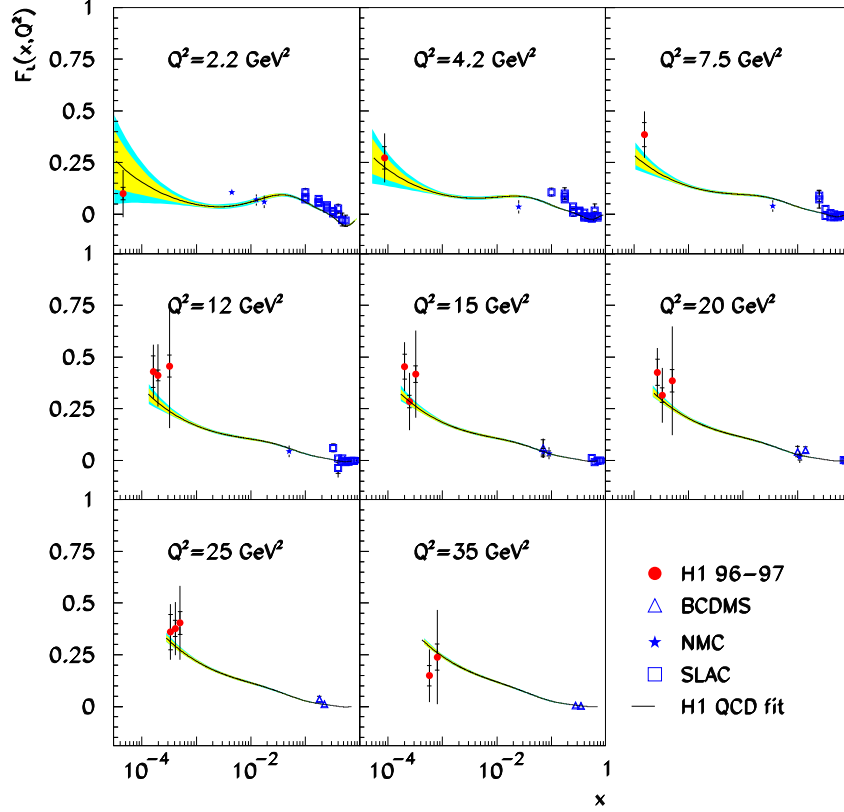 F_L(x,Q²)
1
0.75
0.5
0.25
0
Q²=2.2 GeV²
Q²=4.2 GeV²
Q²=7.5 GeV²
1
0.75
0.5
0.25
0
Q²=12 GeV²
Q²=15 GeV²
Q²=20 GeV²
1
0.75
0.5
0.25
0
Q²=25 GeV²
Q²=35 GeV²
H1 96−97
BCDMS
NMC
SLAC
H1 QCD fit
10⁻⁴ 10⁻² 10⁻⁴ 10⁻² 1
x